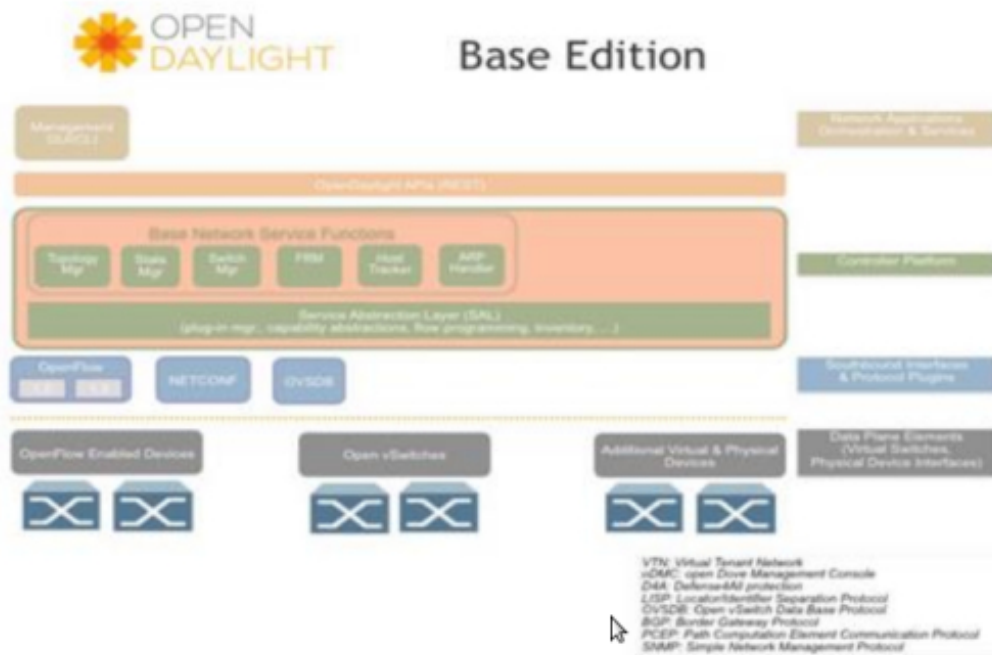 OPEN
DAYLIGHT
Base Edition
Management
Network Applications
Orchestration & Services
OpenDaylight APIs (REST)
Base Network Service Functions
Topology
Mgr
Stats
Mgr
Switch
Mgr
FRM
Host
Tracker
ARP
Handler
Controller Platform
Service Abstraction Layer (SAL)
(plug-in mgr., capability abstractions, flow programming, inventory, ...)
OpenFlow
NETCONF
OVSDB
Southbound Interfaces
& Protocol Plugins
OpenFlow Enabled Devices
Open vSwitches
Additional Virtual & Physical
Devices
Data Plane Elements
(Virtual Switches,
Physical Device Interfaces)
VTN: Virtual Tenant Network
oDMC: open Dove Management Console
D4A: Defense4All protection
LISP: Locator/Identifier Separation Protocol
OVSDB: Open vSwitch Data Base Protocol
BGP: Border Gateway Protocol
PCEP: Path Computation Element Communication Protocol
SNMP: Simple Network Management Protocol